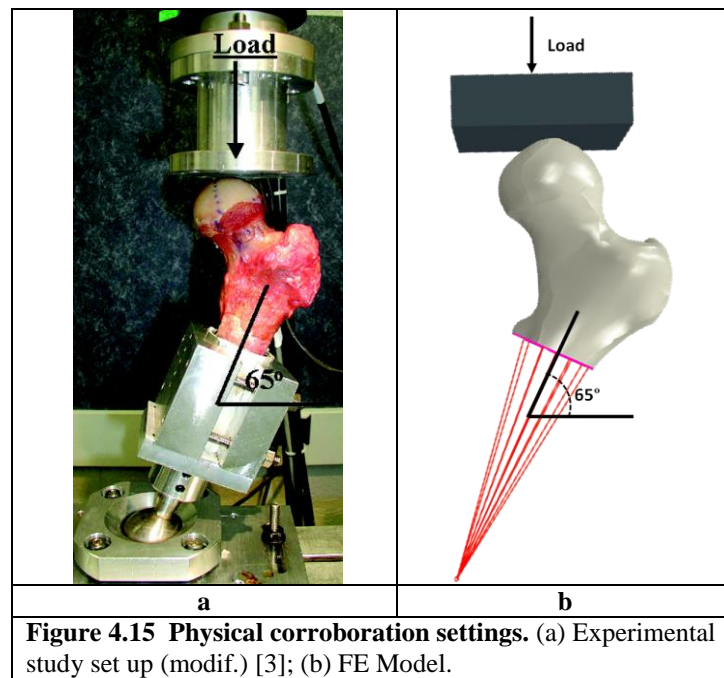 Load
65°
a
Load
65°
b
Figure 4.15 Physical corroboration settings. (a) Experimental
study set up (modif.) [3]; (b) FE Model.